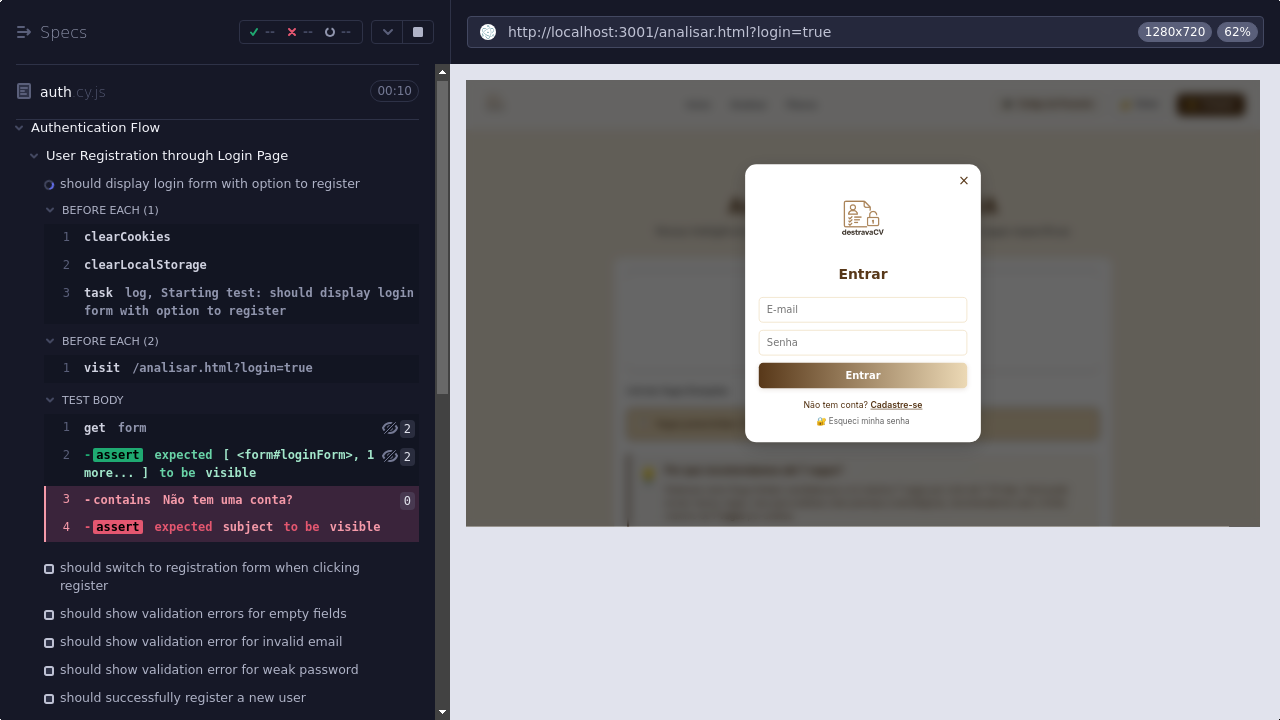 Specs
--
--
--
http://localhost:3001/analisar.html?login=true
1280x720
62%
auth cy.js
00:10
Authentication Flow
User Registration through Login Page
should display login form with option to register
BEFORE EACH (1)
1 clearCookies
2 clearLocalStorage
3 task log, Starting test: should display login
form with option to register
BEFORE EACH (2)
1 visit /analisar.html?login=true
TEST BODY
1 get form 2
2 -assert expected [ <form#loginForm>, 1 2
more... ] to be visible
3 -contains Não tem uma conta? 0
4 -assert expected subject to be visible
should switch to registration form when clicking
register
should show validation errors for empty fields
should show validation error for invalid email
should show validation error for weak password
should successfully register a new user
×
destravaCV
Entrar
E-mail
Senha
Entrar
Não tem conta? Cadastre-se
🔐 Esqueci minha senha